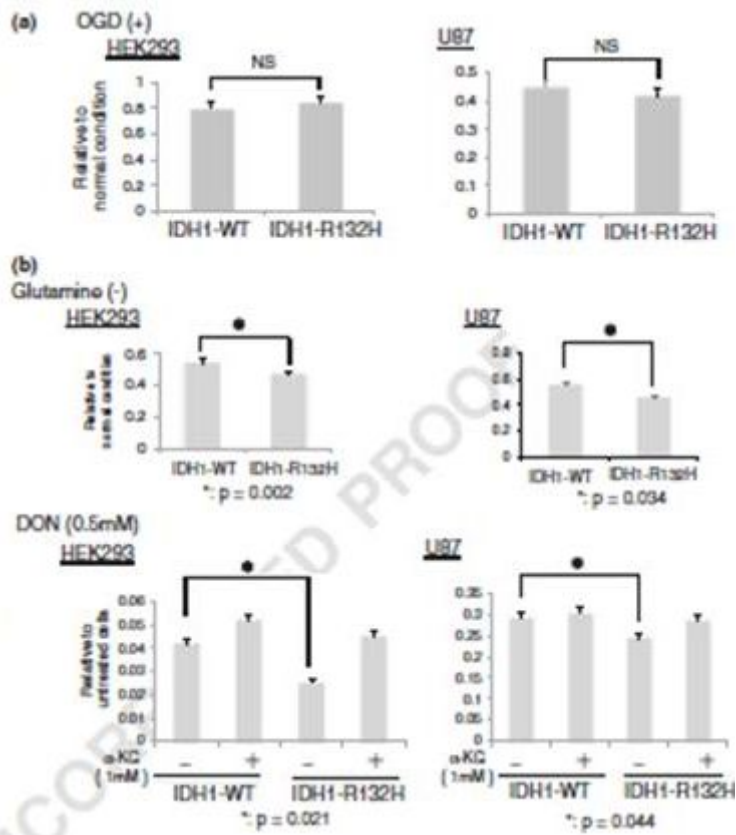 (a) OGD (+)
HEK293
U87
NS
NS
Relative to
normal condition
1
0.8
0.6
0.4
0.2
0
IDH1-WT IDH1-R132H
0.5
0.4
0.3
0.2
0.1
0
IDH1-WT IDH1-R132H
(b)
Glutamine (-)
HEK293
U87
Relative to
normal condition
0.6
0.4
0.2
0
IDH1-WT IDH1-R132H
*: p = 0.002
0.8
0.6
0.4
0.2
0
IDH1-WT IDH1-R132H
*: p = 0.034
DON (0.5mM)
HEK293
U87
Relative to
untreated cells
0.06
0.05
0.04
0.03
0.02
0.01
0
α-KG − + − +
(1mM)
IDH1-WT IDH1-R132H
*: p = 0.021
0.35
0.3
0.25
0.2
0.15
0.1
0.05
0
α-KG − + − +
(1mM)
IDH1-WT IDH1-R132H
*: p = 0.044
PROOF